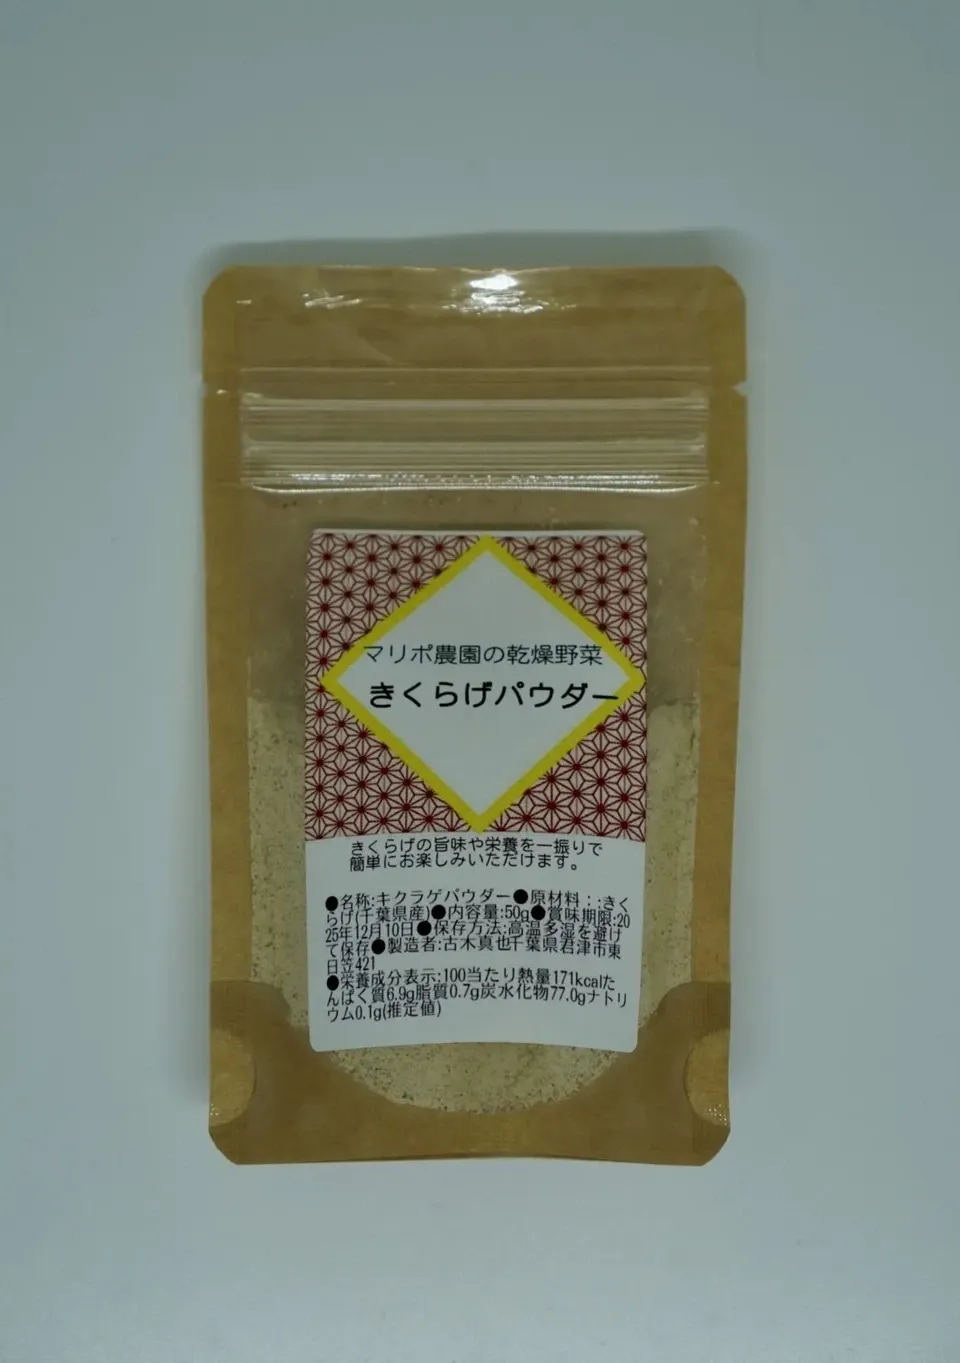 マリポ農園の乾燥野菜
きくらげパウダー
きくらげの旨味や栄養を一振りで
簡単にお楽しみいただけます。
●名称:キクラゲパウダー●原材料::きく
らげ(千葉県産)●内容量:50g●賞味期限:20
25年12月10日●保存方法:高温多湿を避け
て保存●製造者:古木真也千葉県君津市東
日笠421
●栄養成分表示:100当たり熱量171kcalた
んぱく質6.9g脂質0.7g炭水化物77.0gナトリ
ウム0.1g(推定値)